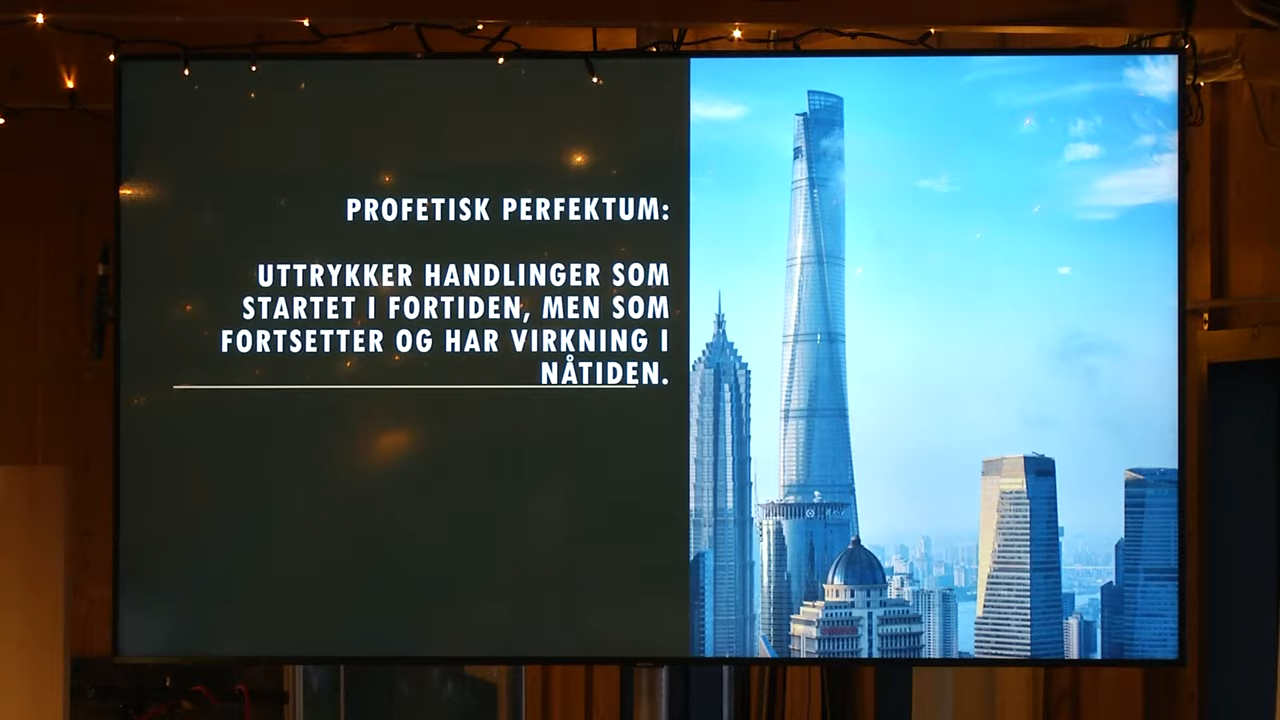 PROFETISK PERFEKTUM:
UTTRYKKER HANDLINGER SOM
STARTET I FORTIDEN, MEN SOM
FORTSETTER OG HAR VIRKNING I
NÅTIDEN.